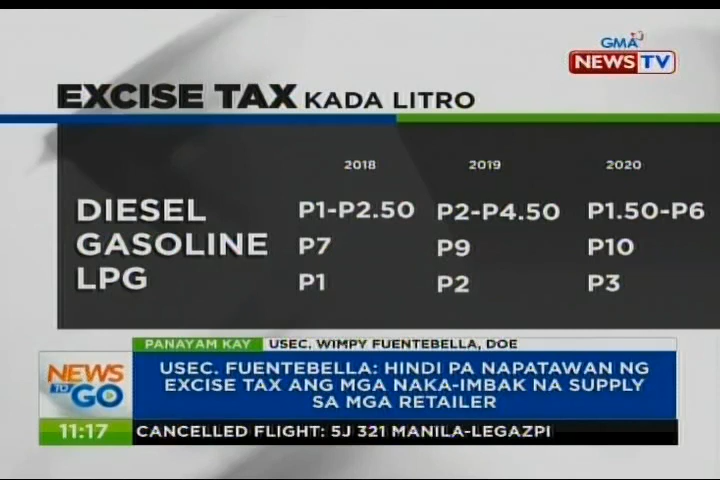 GMA
NEWS TV
EXCISE TAX KADA LITRO
2018 2019 2020
DIESEL P1-P2.50 P2-P4.50 P1.50-P6
GASOLINE P7 P9 P10
LPG P1 P2 P3
PANAYAM KAY USEC. WIMPY FUENTEBELLA, DOE
NEWS TO GO
USEC. FUENTEBELLA: HINDI PA NAPATAWAN NG
EXCISE TAX ANG MGA NAKA-IMBAK NA SUPPLY
SA MGA RETAILER
11:17 CANCELLED FLIGHT: 5J 321 MANILA-LEGAZPI